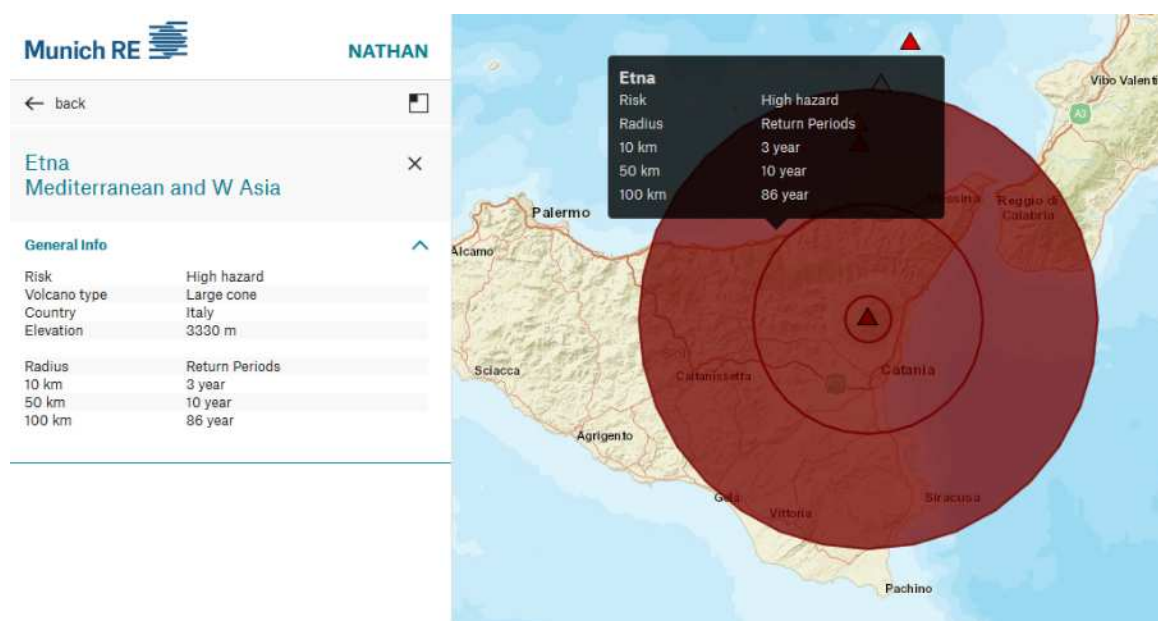 Munich RE
NATHAN
← back
Etna
Mediterranean and W Asia
General Info
Risk High hazard
Volcano type Large cone
Country Italy
Elevation 3330 m
Radius Return Periods
10 km 3 year
50 km 10 year
100 km 86 year
Etna
Risk High hazard
Radius Return Periods
10 km 3 year
50 km 10 year
100 km 86 year
Vibo Valenti
A3
Palermo
Reggio di
Calabria
Alcamo
Sciacca
Caltanissetta
Catania
Agrigento
Gela
Vittoria
Siracusa
Pachino